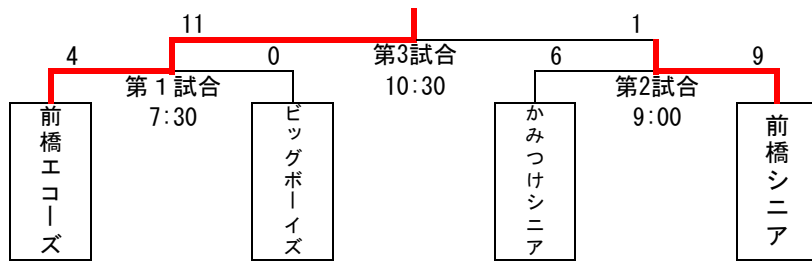 11
1
4
0
第3試合
6
9
第１試合
10:30
第2試合
7:30
9:00
前橋エコーズ
ビッグボーイズ
かみつけシニア
前橋シニア